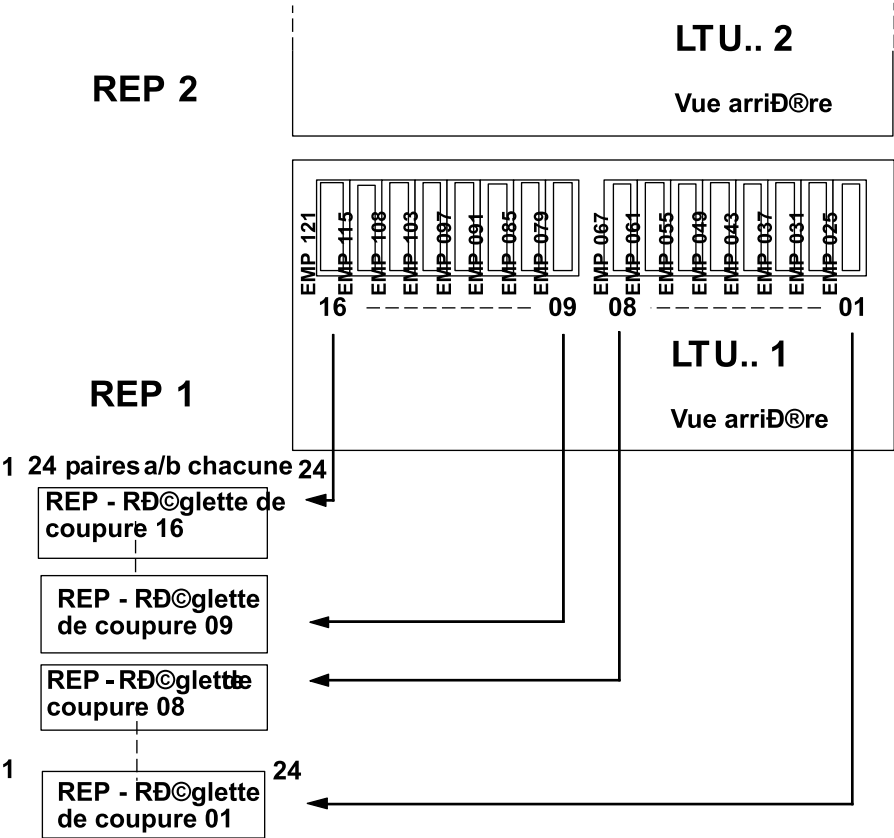 LTU.. 2
REP 2
Vue arriÐ®re
EMP 121
EMP 115
EMP 108
EMP 103
EMP 097
EMP 091
EMP 085
EMP 079
EMP 067
EMP 061
EMP 055
EMP 049
EMP 043
EMP 037
EMP 031
EMP 025
16 09 08 01
LTU.. 1
REP 1
Vue arriÐ®re
1 24 paires a/b chacune 24
REP - RÐ©glette de
coupure 16
REP - RÐ©glette
de coupure 09
REP - RÐ©glette de
coupure 08
1 24
REP - RÐ©glette
de coupure 01